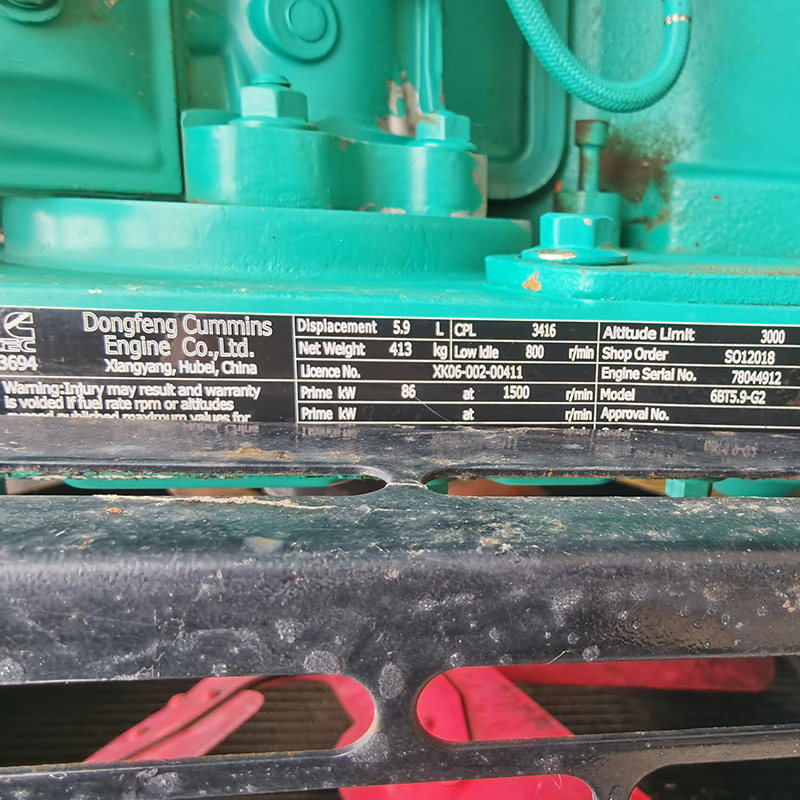 Dongfeng Cummins
Engine Co.,Ltd.
Xiangyang, Hubei, China
3694
Warning:Injury may result and warranty
is voided if fuel rate rpm or altitudes
maximum values for
Displacement 5.9 L CPL 3416 Altitude Limit 3000
Net Weight 413 kg Low Idle 800 r/min Shop Order SO12018
Licence No. XK06-002-00411 Engine Serial No. 78044912
Prime kW 86 at 1500 r/min Model 6BT5.9-G2
Prime kW at r/min Approval No.